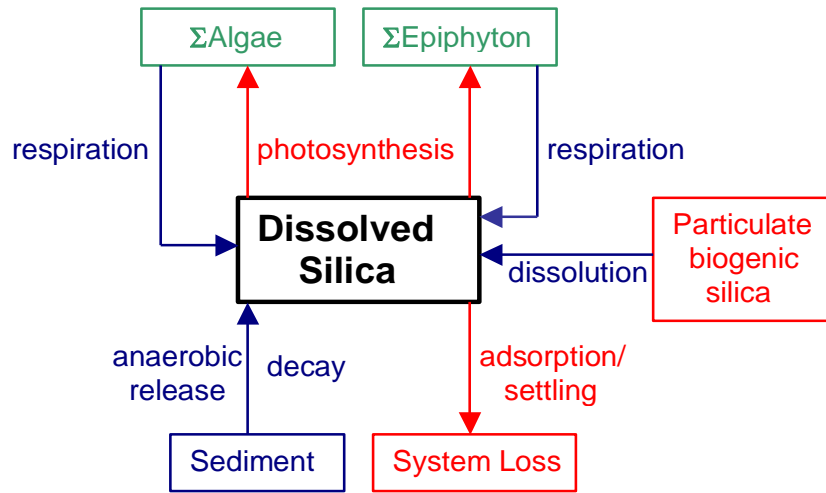 ΣAlgae
ΣEpiphyton
respiration
photosynthesis
respiration
Dissolved
Silica
Particulate
biogenic
silica
dissolution
anaerobic
release
decay
adsorption/
settling
Sediment
System Loss